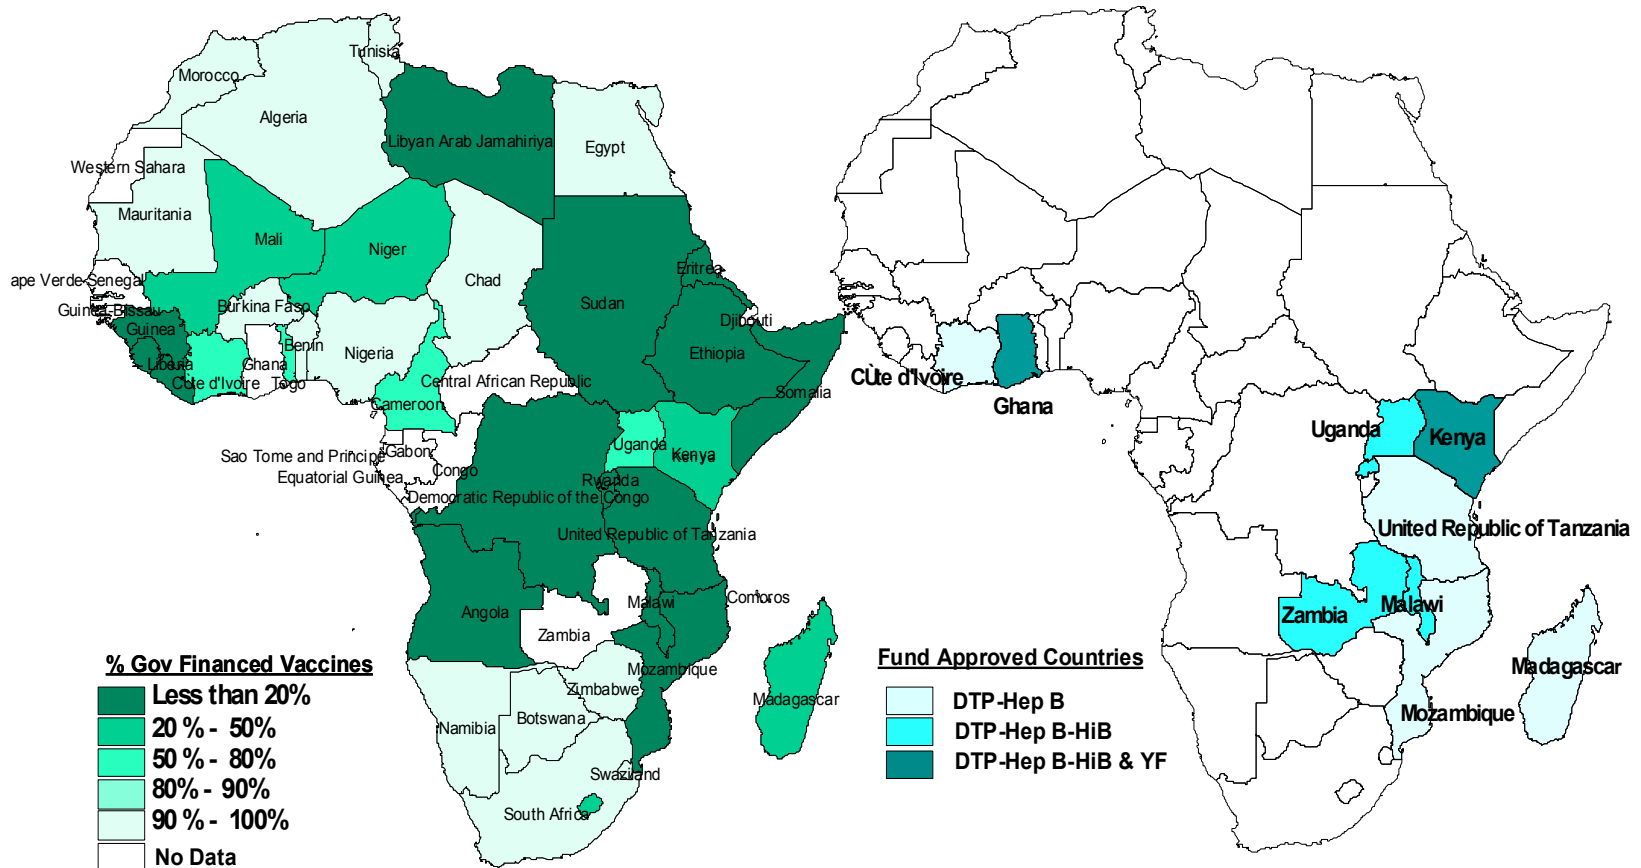 Tunisia
Morocco
Algeria
Libyan Arab Jamahiriya
Egypt
Western Sahara
Mauritania
Mali
Niger
Chad
Sudan
Eritrea
ape Verde Senegal
Guinea-Bissau
Burkina Faso
Guinea
Djibouti
Benin
Nigeria
Ethiopia
Liberia
Ghana
Côte d'Ivoire
Togo
Central African Republic
Somalia
Cameroon
Uganda
Kenya
Gabon
Sao Tome and Principe
Congo
Equatorial Guinea
Rwanda
Democratic Republic of the Congo
United Republic of Tanzania
Angola
Malawi
Comoros
Zambia
Mozambique
Zimbabwe
Madagascar
Botswana
Namibia
Swaziland
South Africa
% Gov Financed Vaccines
Less than 20%
20 % - 50%
50 % - 80%
80% - 90%
90 % - 100%
No Data
CÙte d'Ivoire
Ghana
Uganda
Kenya
United Republic of Tanzania
Zambia
Malawi
Madagascar
Mozambique
Fund Approved Countries
DTP-Hep B
DTP-Hep B-HiB
DTP-Hep B-HiB & YF